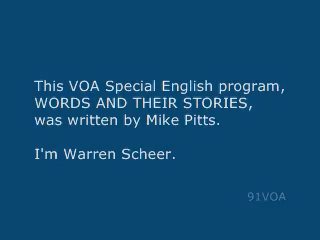 This VOA Special English program,
WORDS AND THEIR STORIES,
was written by Mike Pitts.
I'm Warren Scheer.
91VOA